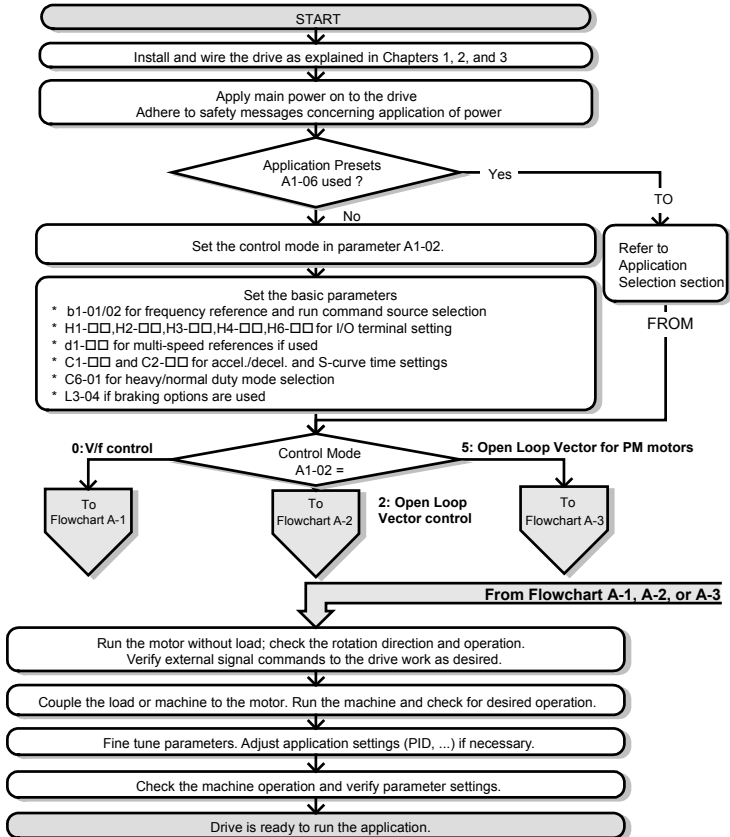 START
Install and wire the drive as explained in Chapters 1, 2, and 3
Apply main power on to the drive
Adhere to safety messages concerning application of power
Application Presets
A1-06 used ?
Yes
TO
No
Set the control mode in parameter A1-02.
Refer to
Application
Selection section
FROM
Set the basic parameters
* b1-01/02 for frequency reference and run command source selection
* H1-□□,H2-□□,H3-□□,H4-□□,H6-□□ for I/O terminal setting
* d1-□□ for multi-speed references if used
* C1-□□ and C2-□□ for accel./decel. and S-curve time settings
* C6-01 for heavy/normal duty mode selection
* L3-04 if braking options are used
0:V/f control
Control Mode
A1-02 =
5: Open Loop Vector for PM motors
To
Flowchart A-1
To
Flowchart A-2
2: Open Loop
Vector control
To
Flowchart A-3
From Flowchart A-1, A-2, or A-3
Run the motor without load; check the rotation direction and operation.
Verify external signal commands to the drive work as desired.
Couple the load or machine to the motor. Run the machine and check for desired operation.
Fine tune parameters. Adjust application settings (PID, ...) if necessary.
Check the machine operation and verify parameter settings.
Drive is ready to run the application.